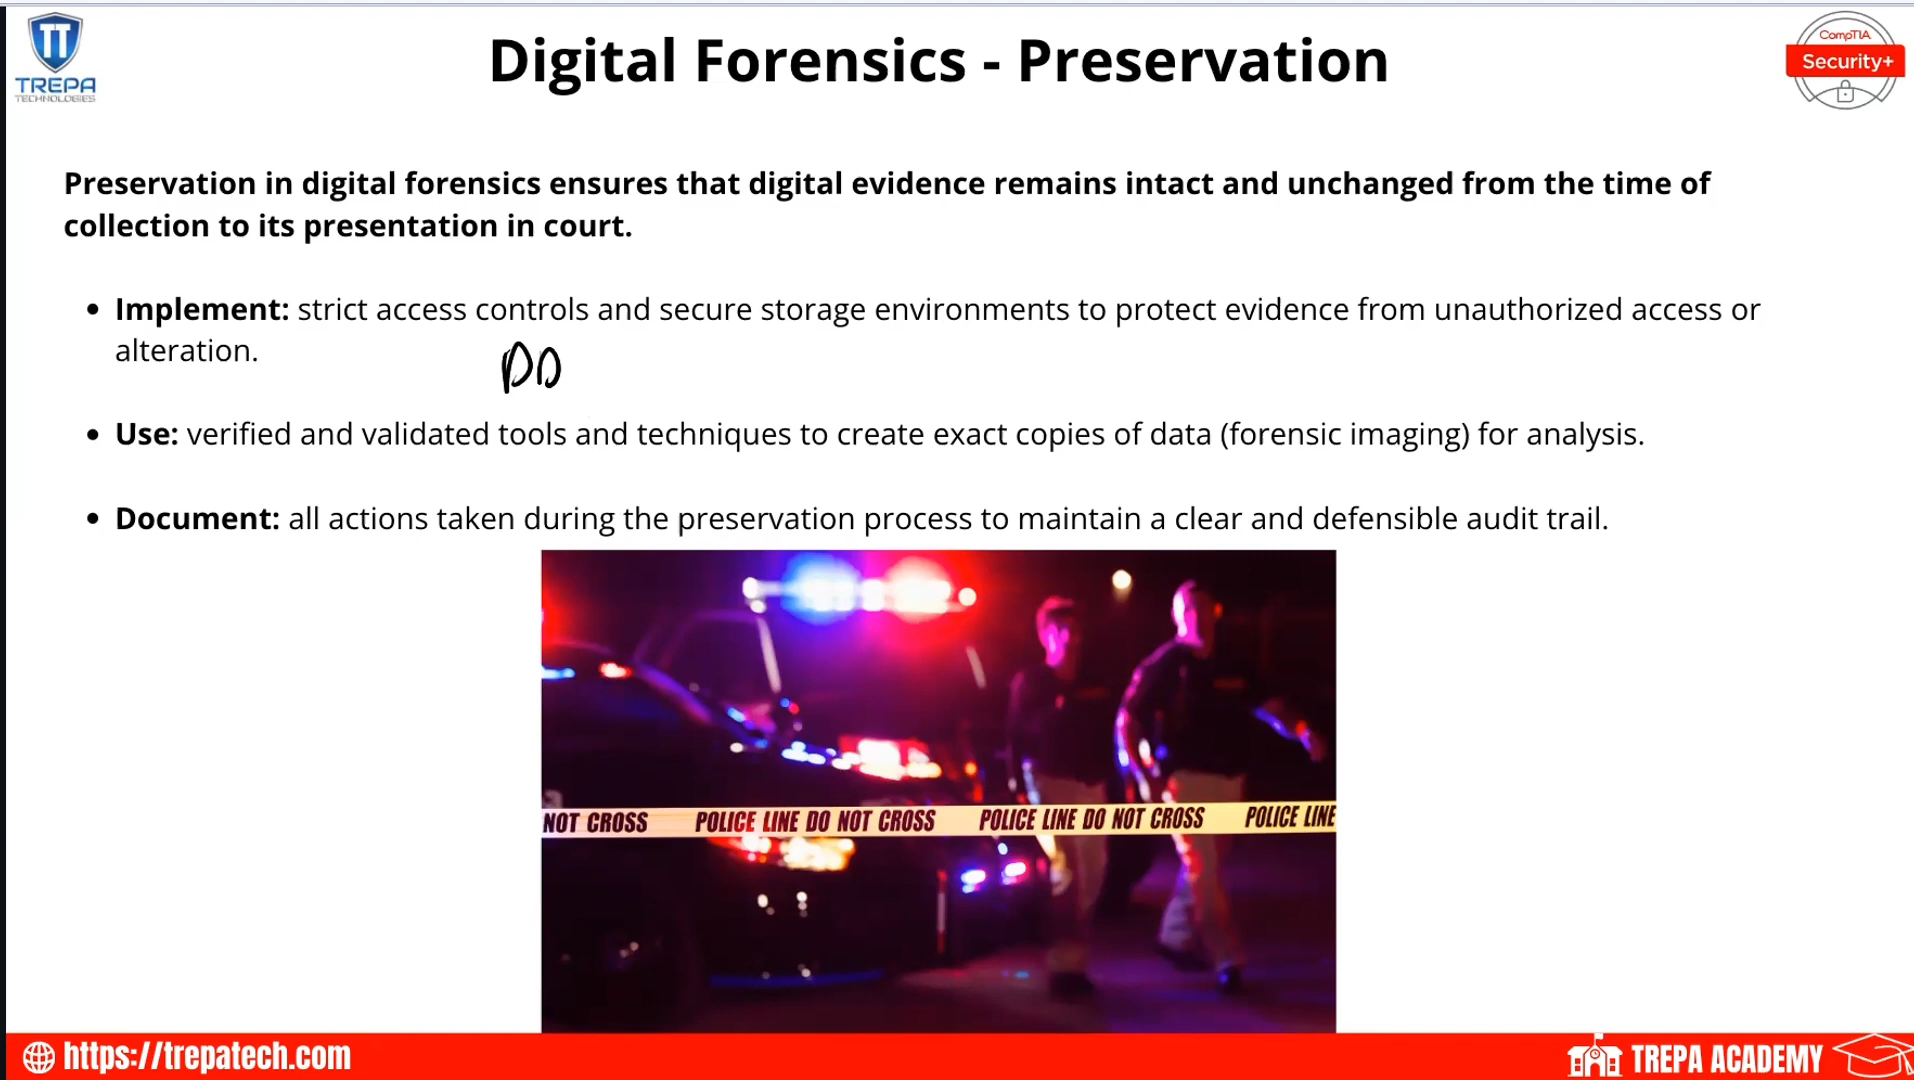 TREPA
TECHNOLOGIES
Digital Forensics - Preservation
CompTIA
Security+
Preservation in digital forensics ensures that digital evidence remains intact and unchanged from the time of
collection to its presentation in court.
• Implement: strict access controls and secure storage environments to protect evidence from unauthorized access or
alteration.
DD
• Use: verified and validated tools and techniques to create exact copies of data (forensic imaging) for analysis.
• Document: all actions taken during the preservation process to maintain a clear and defensible audit trail.
NOT CROSS POLICE LINE DO NOT CROSS POLICE LINE DO NOT CROSS POLICE LINE
https://trepatech.com
TREPA ACADEMY